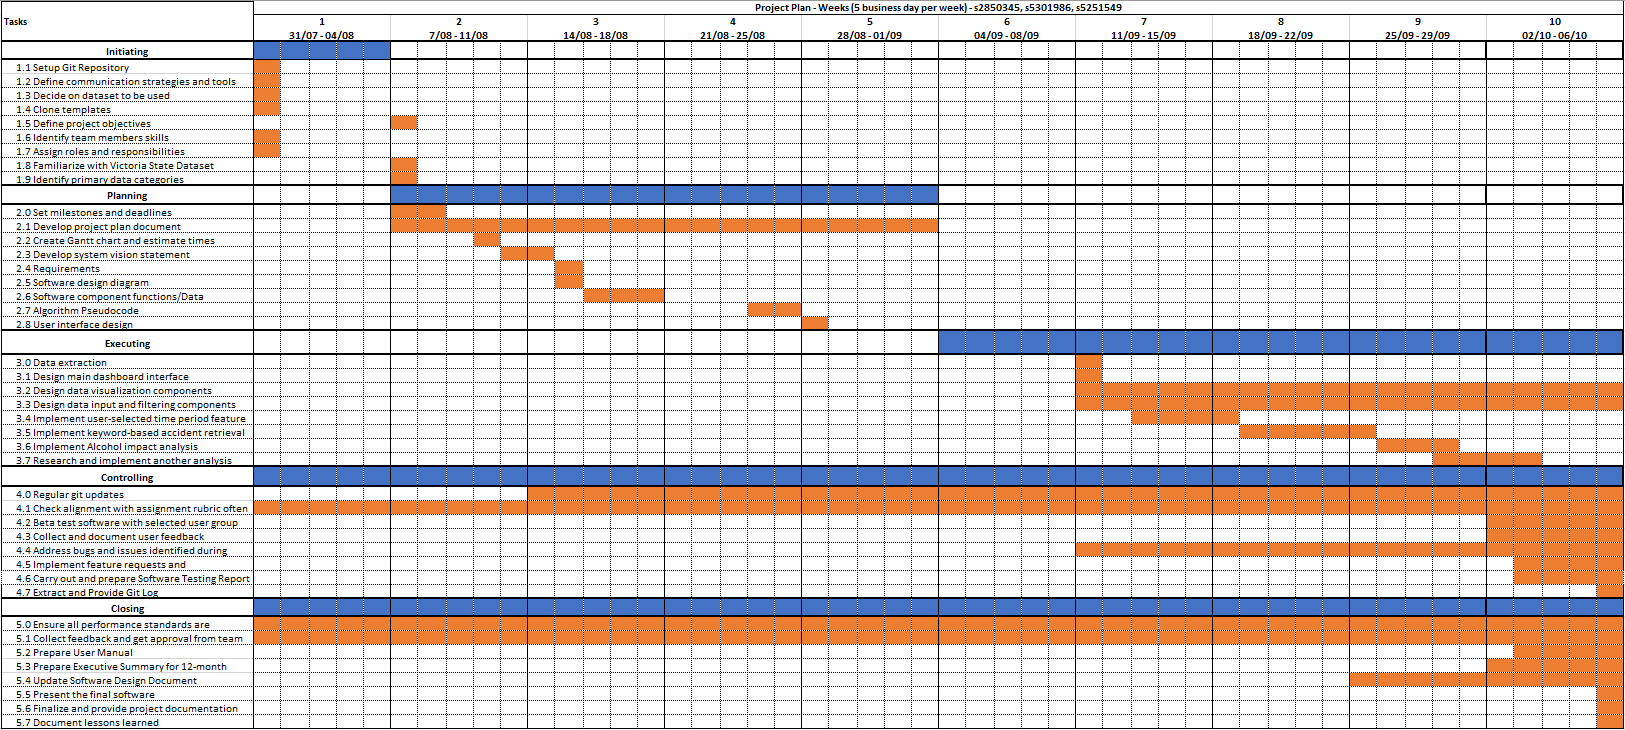 Project Plan - Weeks (5 business day per week) - s2850345, s5301986, s5251549
Tasks
1 2 3 4 5 6 7 8 9 10
31/07 - 04/08 7/08 - 11/08 14/08 - 18/08 21/08 - 25/08 28/08 - 01/09 04/09 - 08/09 11/09 - 15/09 18/09 - 22/09 25/09 - 29/09 02/10 - 06/10
Initiating
1.1 Setup Git Repository
1.2 Define communication strategies and tools
1.3 Decide on dataset to be used
1.4 Clone templates
1.5 Define project objectives
1.6 Identify team members skills
1.7 Assign roles and responsibilities
1.8 Familiarize with Victoria State Dataset
1.9 Identify primary data categories
Planning
2.0 Set milestones and deadlines
2.1 Develop project plan document
2.2 Create Gantt chart and estimate times
2.3 Develop system vision statement
2.4 Requirements
2.5 Software design diagram
2.6 Software component functions/Data
2.7 Algorithm Pseudocode
2.8 User interface design
Executing
3.0 Data extraction
3.1 Design main dashboard interface
3.2 Design data visualization components
3.3 Design data input and filtering components
3.4 Implement user-selected time period feature
3.5 Implement keyword-based accident retrieval
3.6 Implement Alcohol impact analysis
3.7 Research and implement another analysis
Controlling
4.0 Regular git updates
4.1 Check alignment with assignment rubric often
4.2 Beta test software with selected user group
4.3 Collect and document user feedback
4.4 Address bugs and issues identified during
4.5 Implement feature requests and
4.6 Carry out and prepare Software Testing Report
4.7 Extract and Provide Git Log
Closing
5.0 Ensure all performance standards are
5.1 Collect feedback and get approval from team
5.2 Prepare User Manual
5.3 Prepare Executive Summary for 12-month
5.4 Update Software Design Document
5.5 Present the final software
5.6 Finalize and provide project documentation
5.7 Document lessons learned